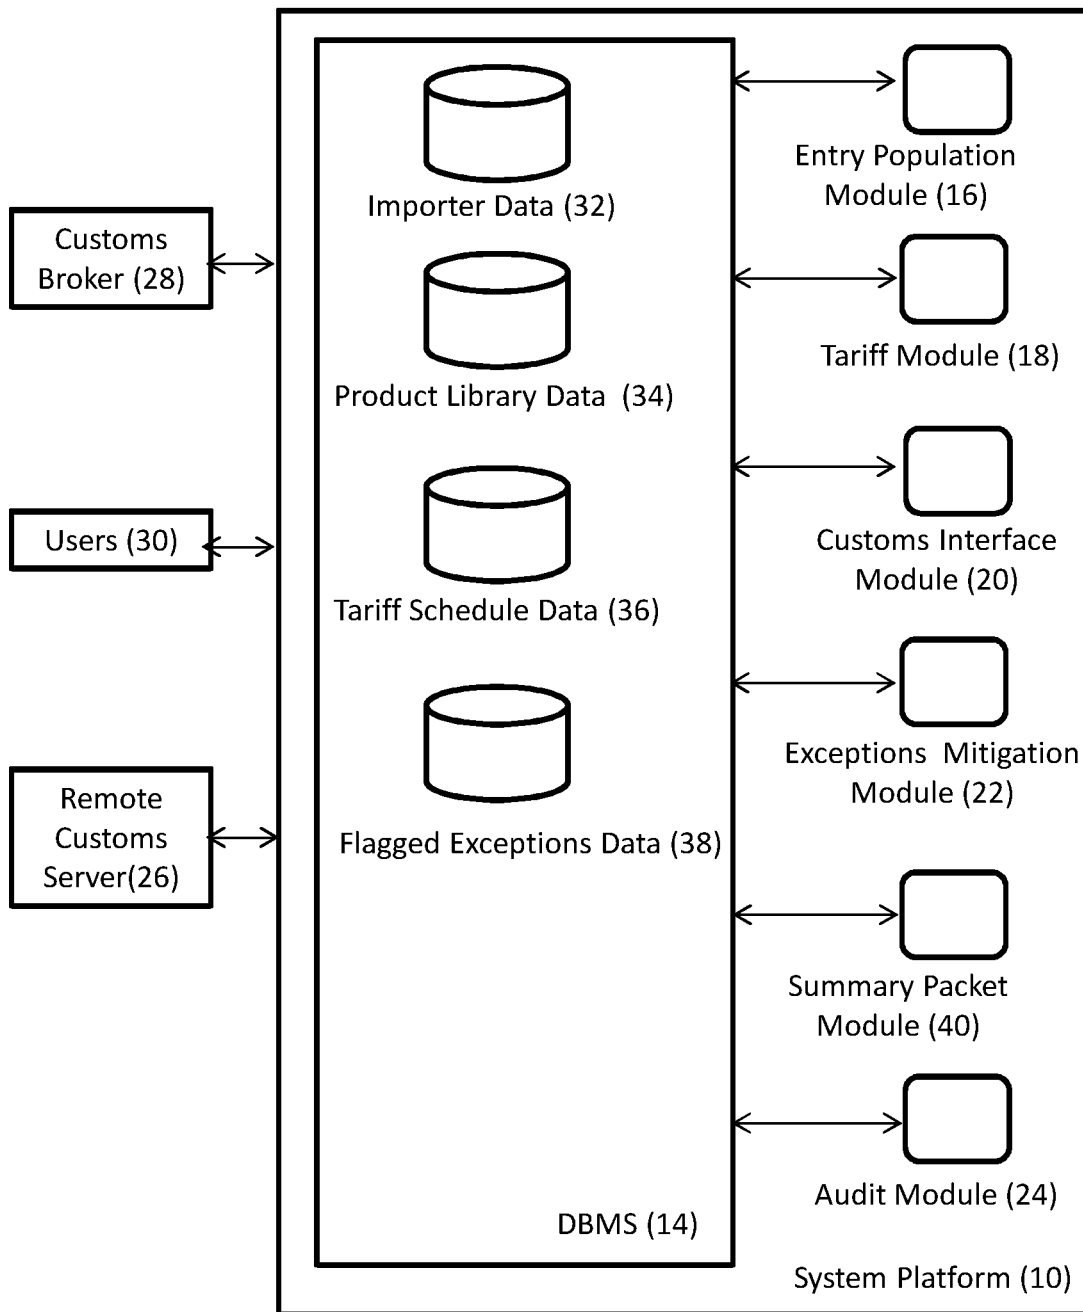 Customs
Broker (28)
Users (30)
Remote
Customs
Server(26)
Importer Data (32)
Product Library Data (34)
Tariff Schedule Data (36)
Flagged Exceptions Data (38)
DBMS (14)
Entry Population
Module (16)
Tariff Module (18)
Customs Interface
Module (20)
Exceptions Mitigation
Module (22)
Summary Packet
Module (40)
Audit Module (24)
System Platform (10)